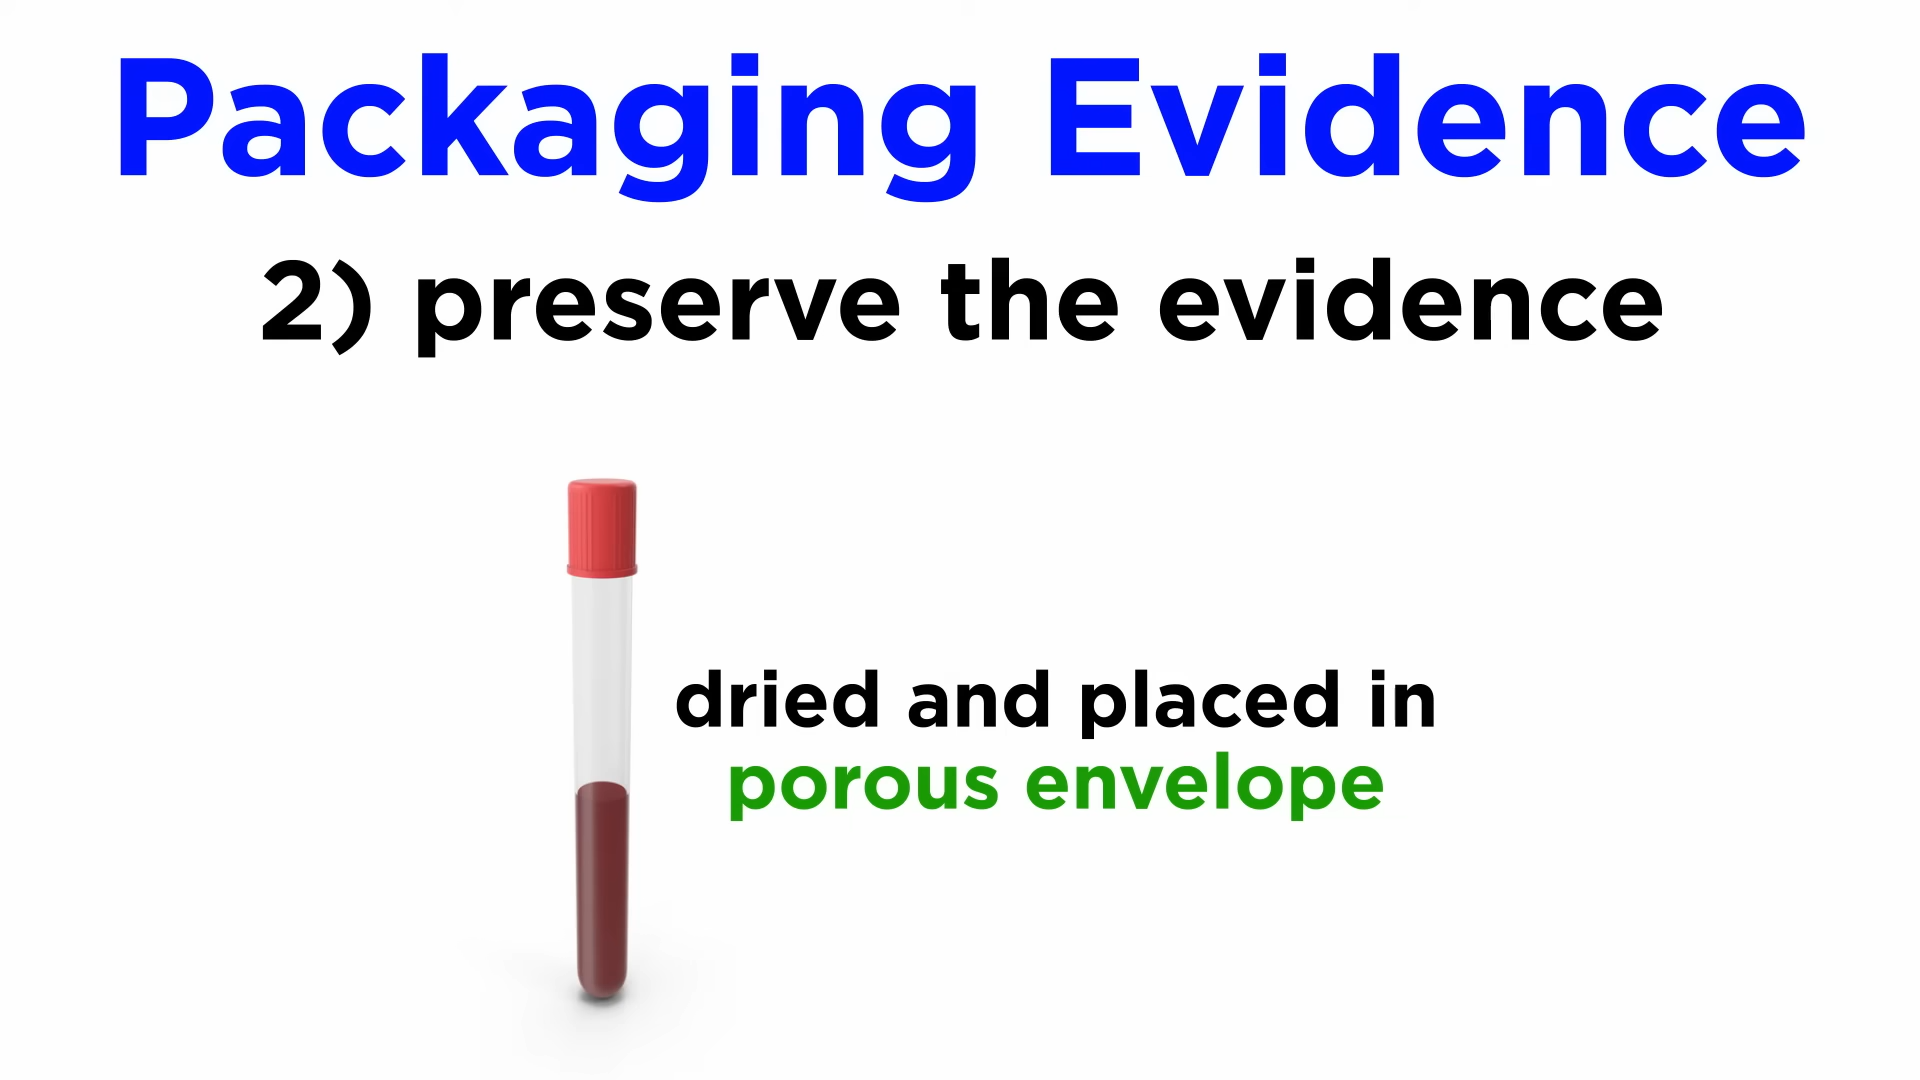 Packaging Evidence
2) preserve the evidence
dried and placed in
porous envelope